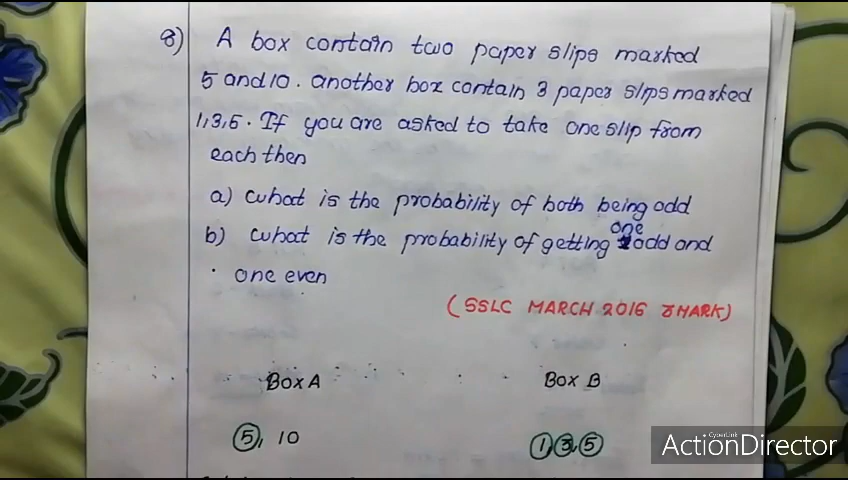 8) A box contain two paper slips marked
5 and 10. another box contain 3 paper slips marked
1,3,5. If you are asked to take one slip from
each then
a) what is the probability of both being odd
b) what is the probability of getting one odd and
one even
(SSLC MARCH 2016 MARK)
Box A Box B
5, 10 1, 3, 5
CyberLink
ActionDirector